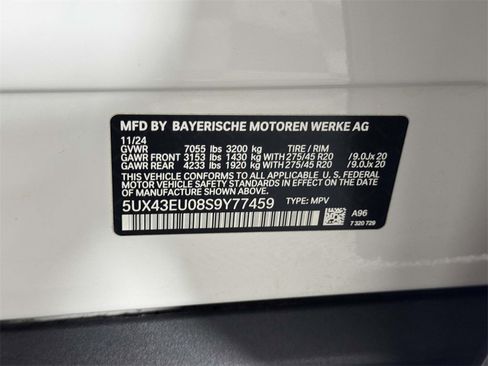 MFD BY BAYERISCHE MOTOREN WERKE AG
11/24
GVWR 7055 lbs 3200 kg TIRE / RIM
GAWR FRONT 3153 lbs 1430 kg WITH 275/45 R20 / 9.0Jx 20
GAWR REAR 4233 lbs 1920 kg WITH 275/45 R20 / 9.0Jx 20
THIS VEHICLE CONFORMS TO ALL APPLICABLE U.S. FEDERAL
MOTOR VEHICLE SAFETY STANDARDS IN EFFECT ON THE DATE
OF MANUFACTURE SHOWN ABOVE.
5UX43EU08S9Y77459 TYPE: MPV A96
7 320 729